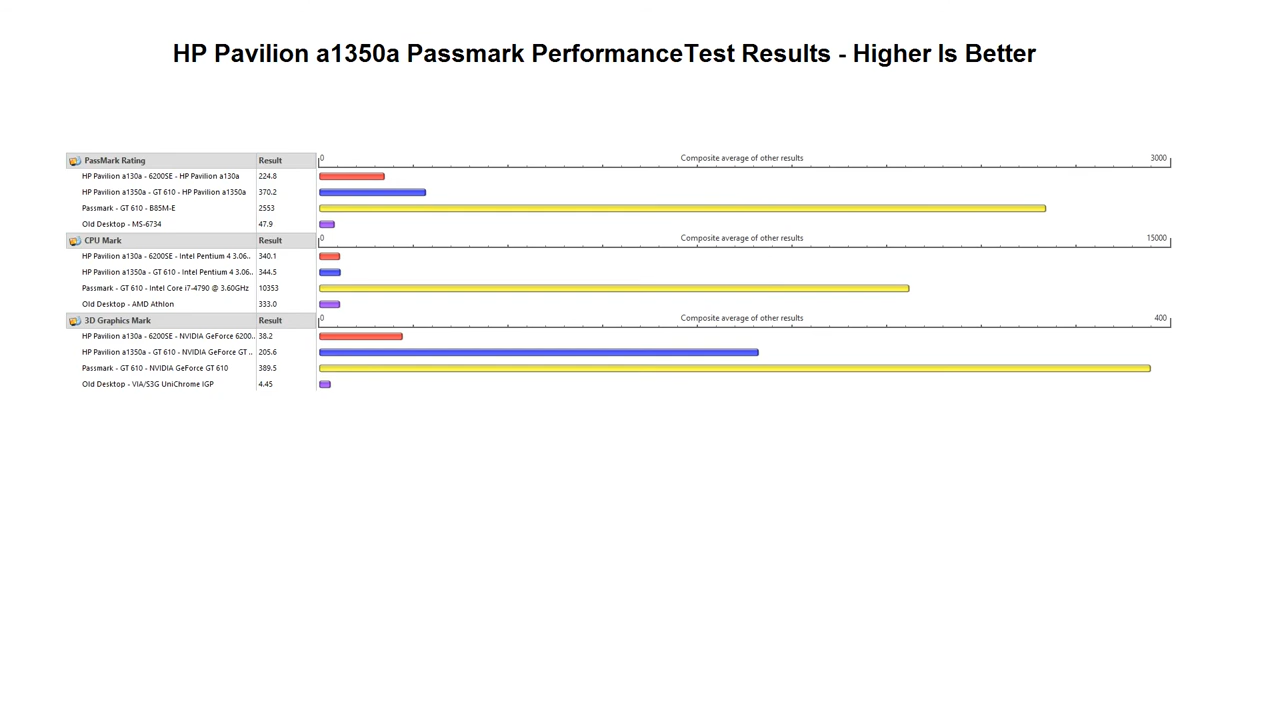 HP Pavilion a1350a Passmark PerformanceTest Results - Higher Is Better
PassMark Rating Result 0 Composite average of other results 3000
HP Pavilion a130a - 6200SE - HP Pavilion a130a 224.8
HP Pavilion a1350a - GT 610 - HP Pavilion a1350a 370.2
Passmark - GT 610 - B85M-E 2553
Old Desktop - MS-6734 47.9
CPU Mark Result 0 Composite average of other results 15000
HP Pavilion a130a - 6200SE - Intel Pentium 4 3.06.. 340.1
HP Pavilion a1350a - GT 610 - Intel Pentium 4 3.06.. 344.5
Passmark - GT 610 - Intel Core i7-4790 @ 3.60GHz 10353
Old Desktop - AMD Athlon 333.0
3D Graphics Mark Result 0 Composite average of other results 400
HP Pavilion a130a - 6200SE - NVIDIA GeForce 6200.. 38.2
HP Pavilion a1350a - GT 610 - NVIDIA GeForce GT .. 205.6
Passmark - GT 610 - NVIDIA GeForce GT 610 389.5
Old Desktop - VIA/S3G UniChrome IGP 4.45